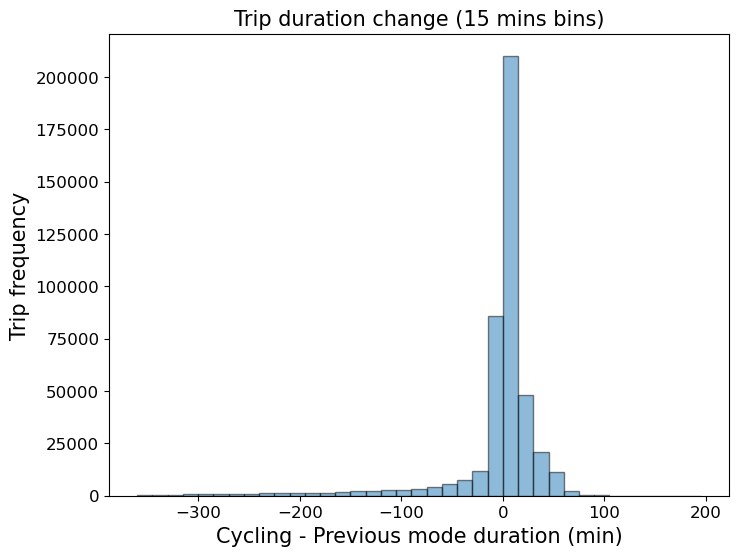 Trip duration change (15 mins bins)
Trip frequency
200000
175000
150000
125000
100000
75000
50000
25000
0
−300 −200 −100 0 100 200
Cycling - Previous mode duration (min)